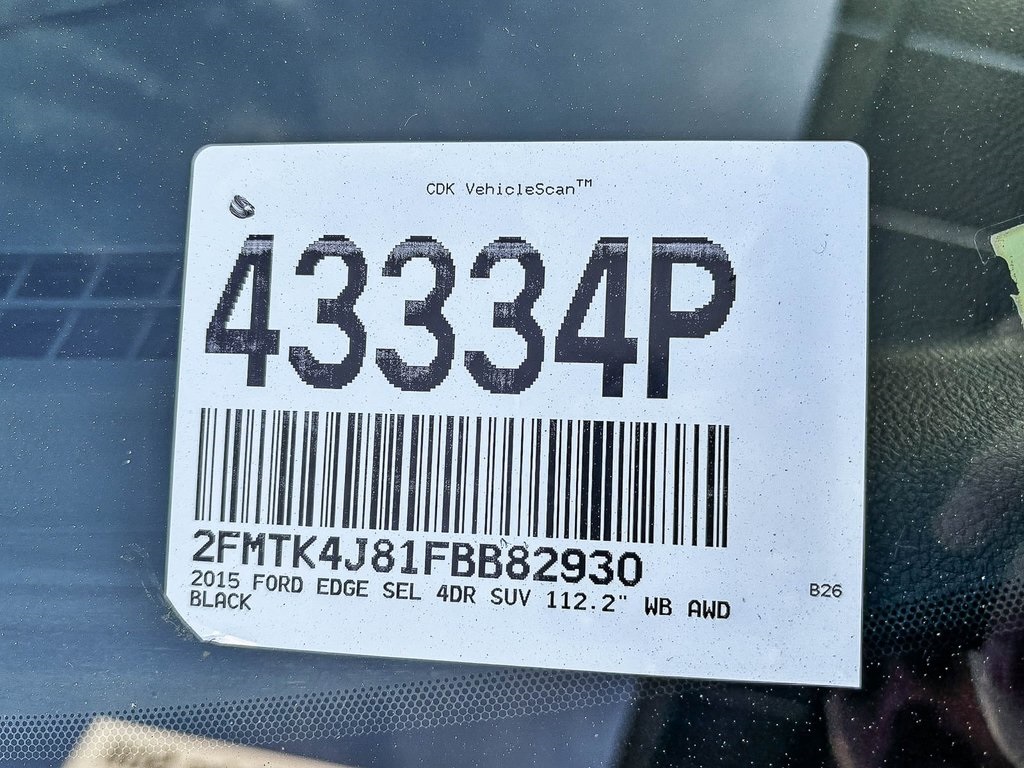 CDK VehicleScan™
43334P
2FMTK4J81FBB82930
2015 FORD EDGE SEL 4DR SUV 112.2" WB AWD
BLACK
B26